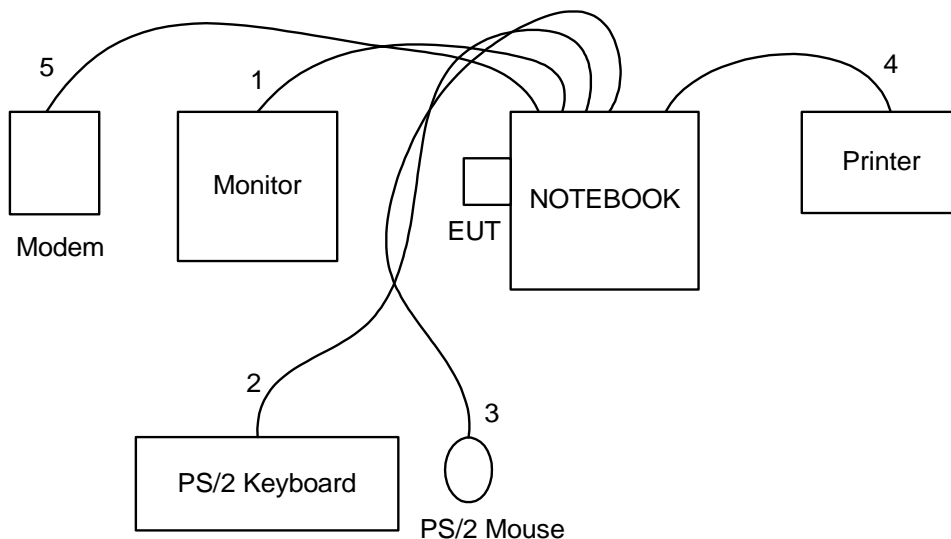 5
1
4
Monitor
NOTEBOOK
Printer
EUT
Modem
2
3
PS/2 Keyboard
PS/2 Mouse